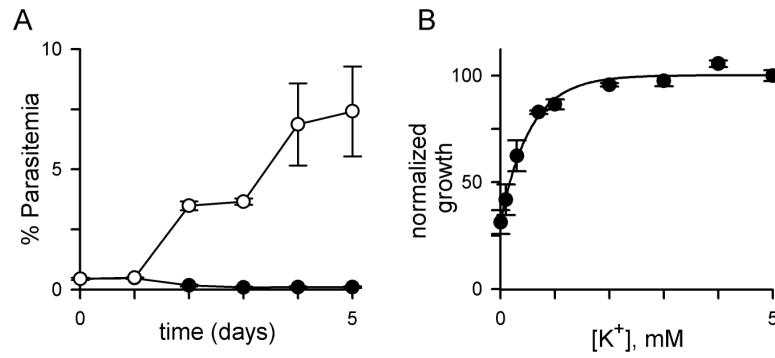 A
% Parasitemia
10
5
0
0
5
time (days)
B
normalized
growth
100
50
0
0
5
[K⁺], mM